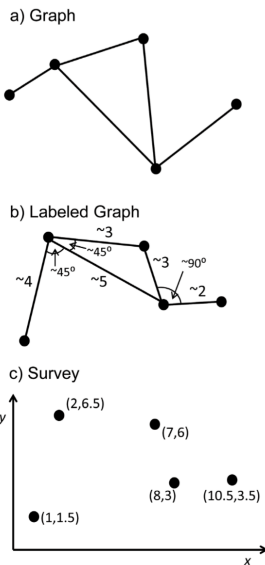 a) Graph
b) Labeled Graph
~3
~45º
~3
~90º
~4
~45º
~5
~2
c) Survey
y
(2,6.5)
(7,6)
(8,3)
(10.5,3.5)
(1,1.5)
x